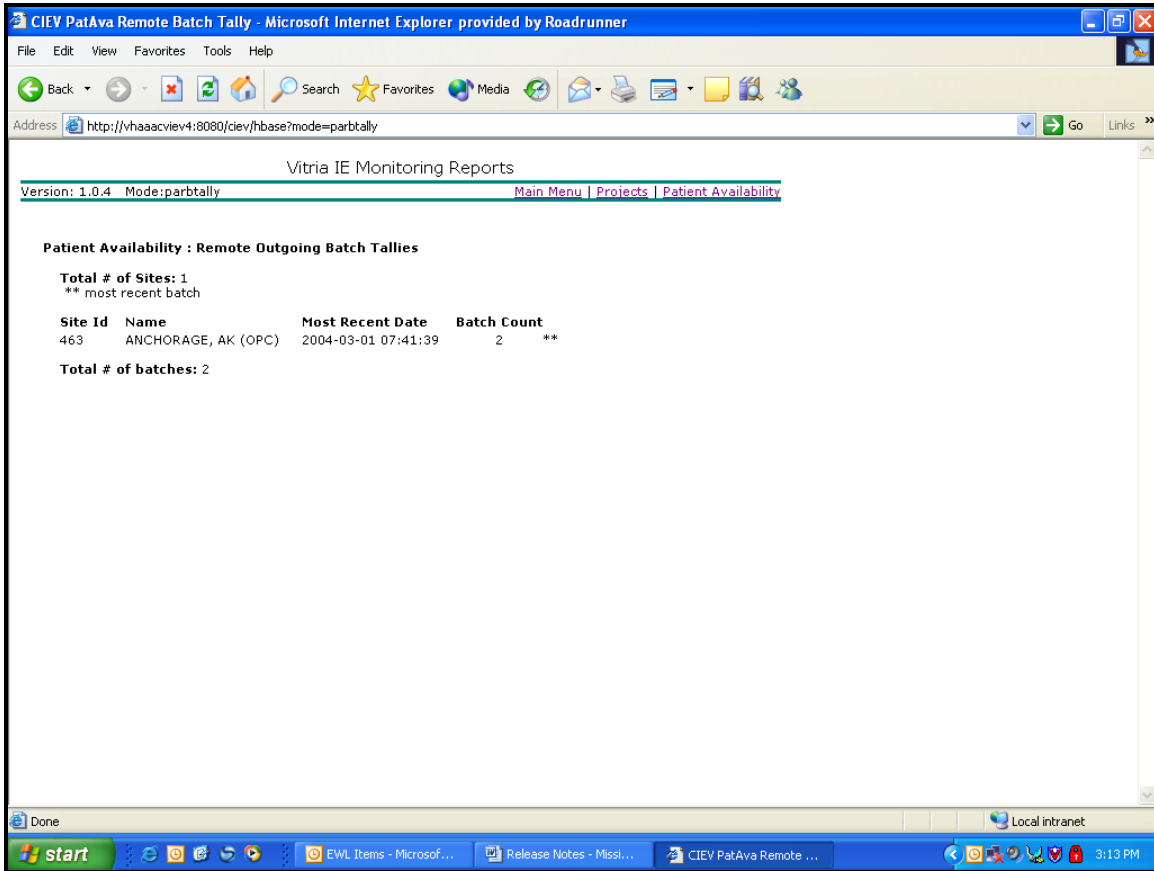 CIEV PatAva Remote Batch Tally - Microsoft Internet Explorer provided by Roadrunner
File Edit View Favorites Tools Help
Back Search Favorites Media
Address http://vhaaacviev4:8080/ciev/hbase?mode=parbtally Go Links »
Vitria IE Monitoring Reports
Version: 1.0.4 Mode:parbtally Main Menu | Projects | Patient Availability
Patient Availability : Remote Outgoing Batch Tallies
Total # of Sites: 1
** most recent batch
Site Id Name Most Recent Date Batch Count
463 ANCHORAGE, AK (OPC) 2004-03-01 07:41:39 2 **
Total # of batches: 2
Done Local intranet
start EWL Items - Microsof... Release Notes - Missi... CIEV PatAva Remote ... 3:13 PM